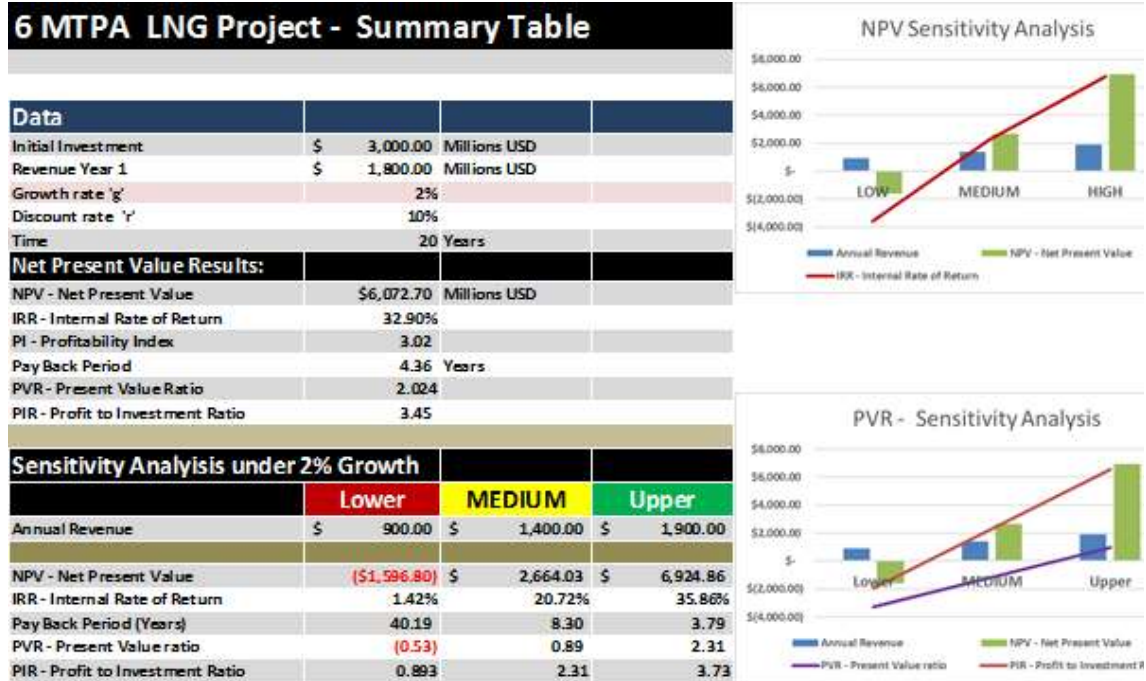 6 MTPA LNG Project - Summary Table
Data
Initial Investment $ 3,000.00 Millions USD
Revenue Year 1 $ 1,800.00 Millions USD
Growth rate 'g' 2%
Discount rate 'r' 10%
Time 20 Years
Net Present Value Results:
NPV - Net Present Value $6,072.70 Millions USD
IRR - Internal Rate of Return 32.90%
PI - Profitability Index 3.02
Pay Back Period 4.36 Years
PVR - Present Value Ratio 2.024
PIR - Profit to Investment Ratio 3.45
Sensitivity Analyisis under 2% Growth
Lower MEDIUM Upper
Annual Revenue $ 900.00 $ 1,400.00 $ 1,900.00
NPV - Net Present Value ($1,596.80) $ 2,664.03 $ 6,924.86
IRR - Internal Rate of Return 1.42% 20.72% 35.86%
Pay Back Period (Years) 40.19 8.30 3.79
PVR - Present Value ratio (0.53) 0.89 2.31
PIR - Profit to Investment Ratio 0.893 2.31 3.73
NPV Sensitivity Analysis
$8,000.00
$6,000.00
$4,000.00
$2,000.00
$-
$(2,000.00)
$(4,000.00)
LOW MEDIUM HIGH
Annual Revenue NPV - Net Present Value
IRR - Internal Rate of Return
PVR - Sensitivity Analysis
$8,000.00
$6,000.00
$4,000.00
$2,000.00
$-
$(2,000.00)
$(4,000.00)
Lower MEDIUM Upper
Annual Revenue NPV - Net Present Value
PVR - Present Value ratio PIR - Profit to Investment R